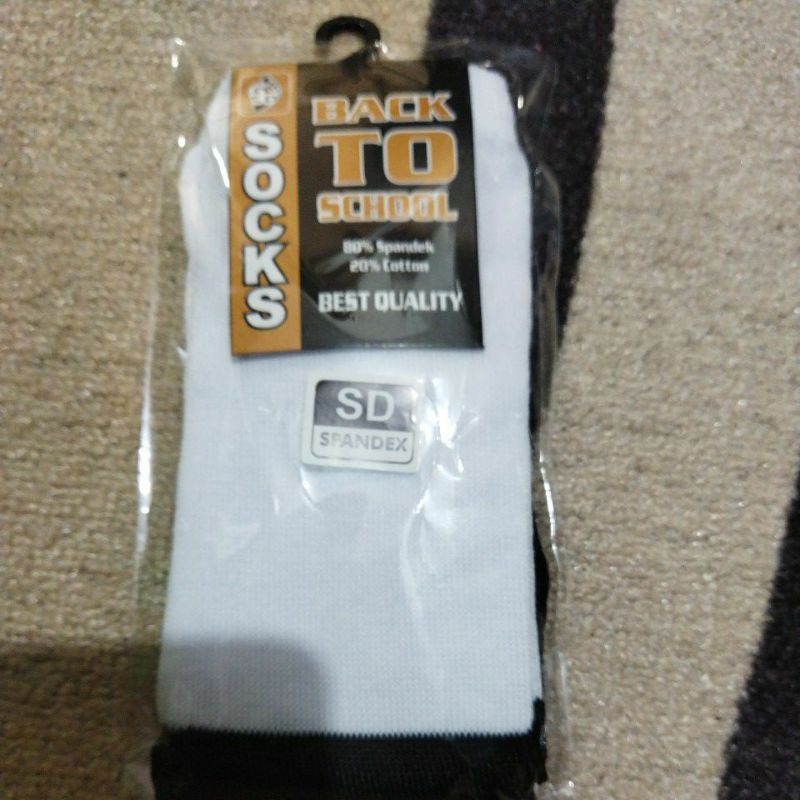 SOCKS
BACK
TO
SCHOOL
80% Spandek
20% Cotton
BEST QUALITY
SD
SPANDEX